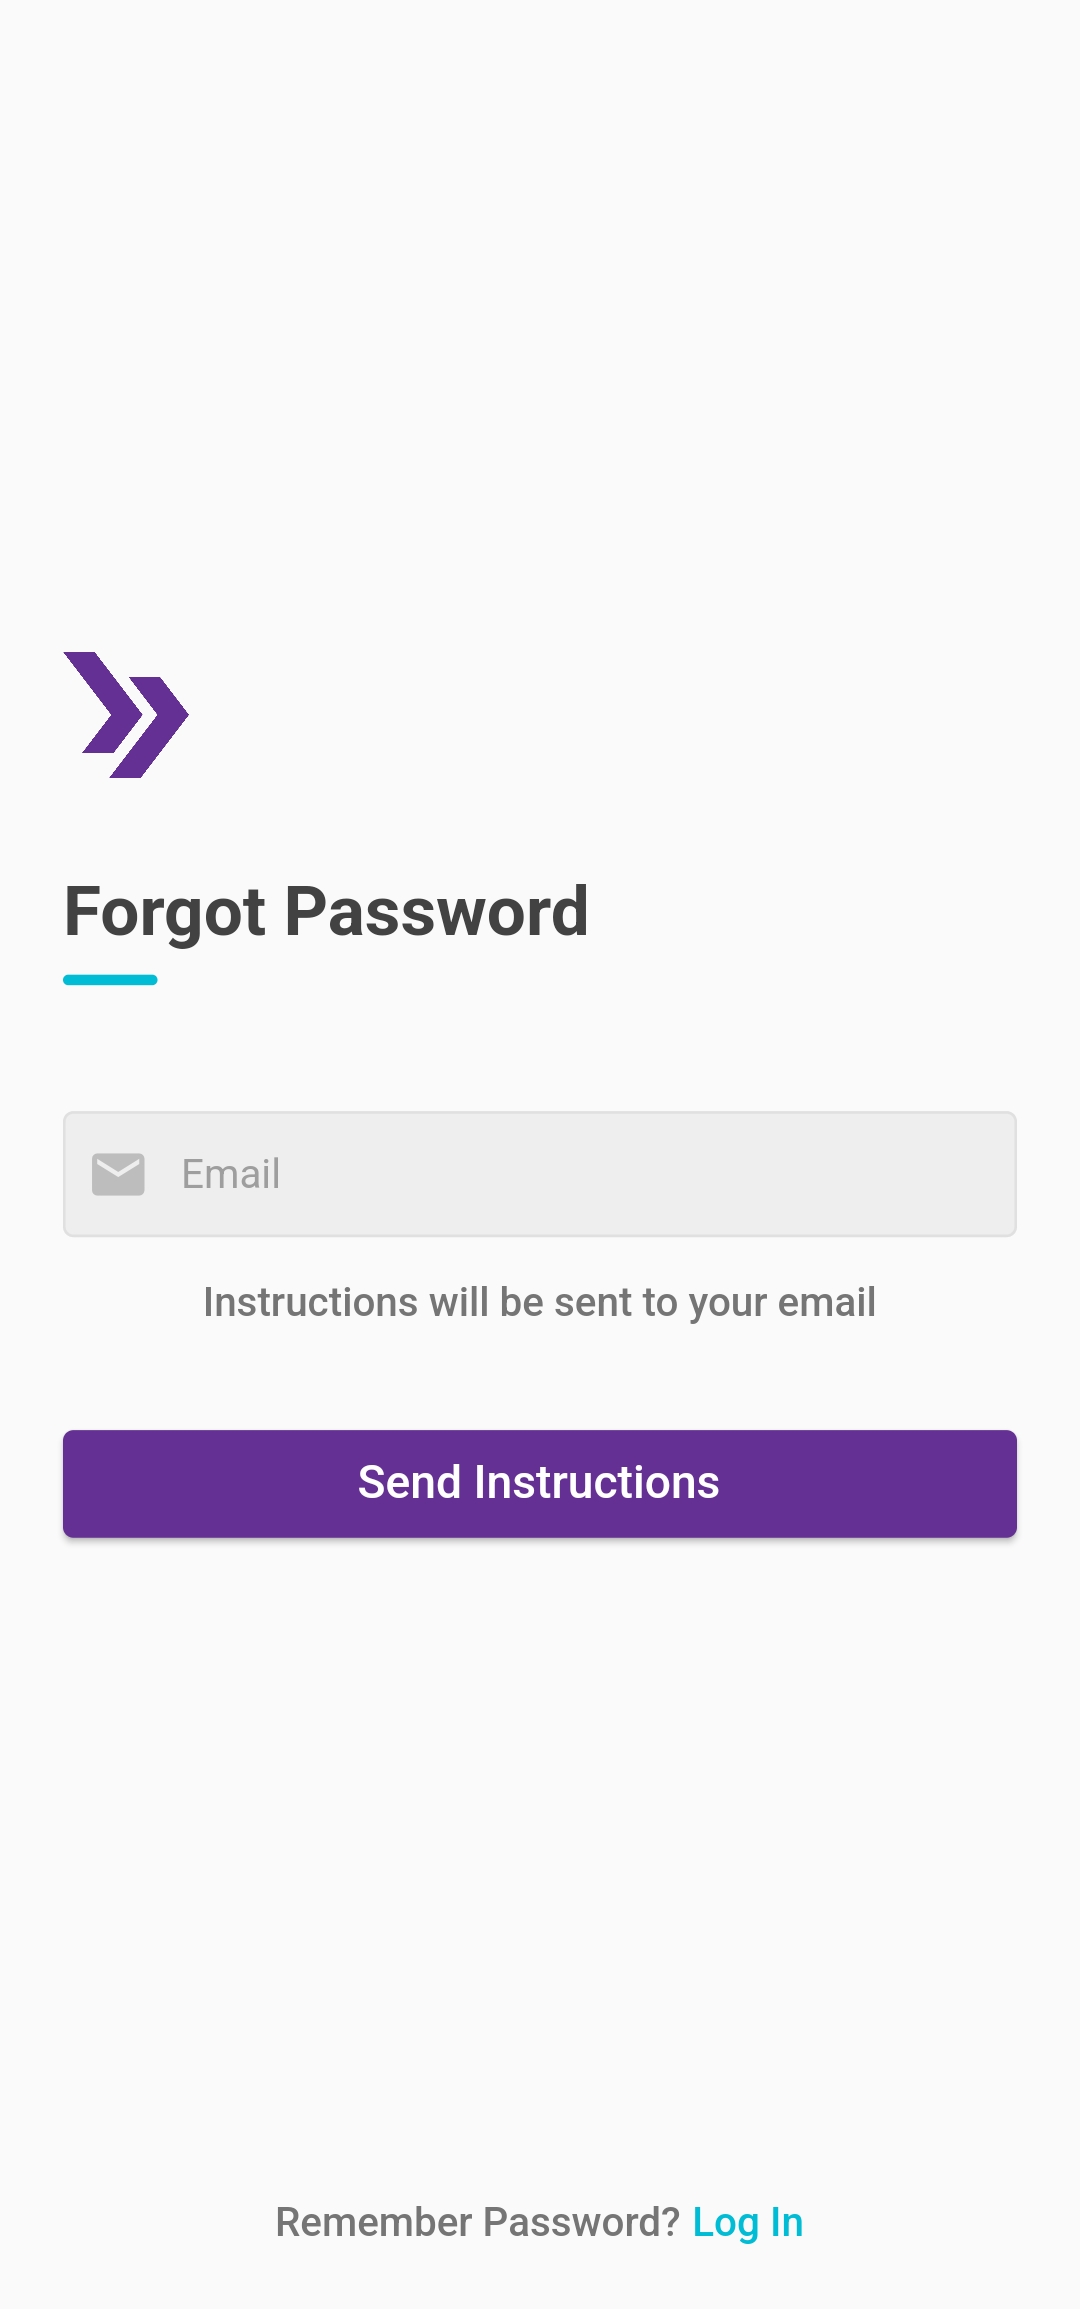 Forgot Password
Email
Instructions will be sent to your email
Send Instructions
Remember Password? Log In